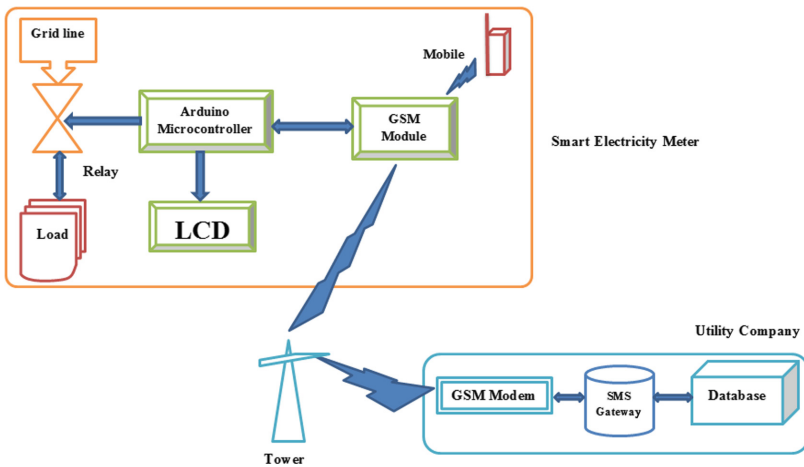 Grid line
Mobile
Arduino
Microcontroller
GSM
Module
Smart Electricity Meter
Relay
LCD
Load
Utility Company
GSM Modem
SMS
Gateway
Database
Tower